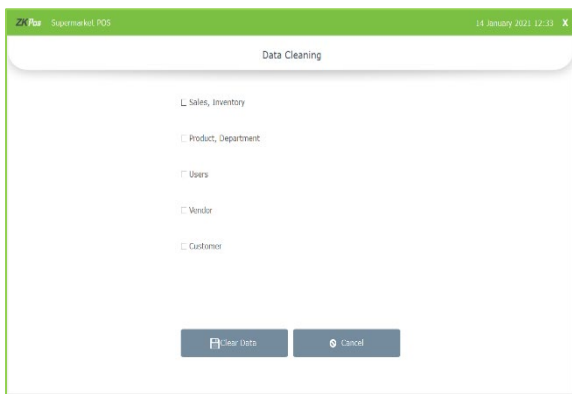 ZKPos Supermarket POS 14 January 2021 12:33 X
Data Cleaning
Sales, Inventory
Product, Department
Users
Vendor
Customer
Clear Data Cancel